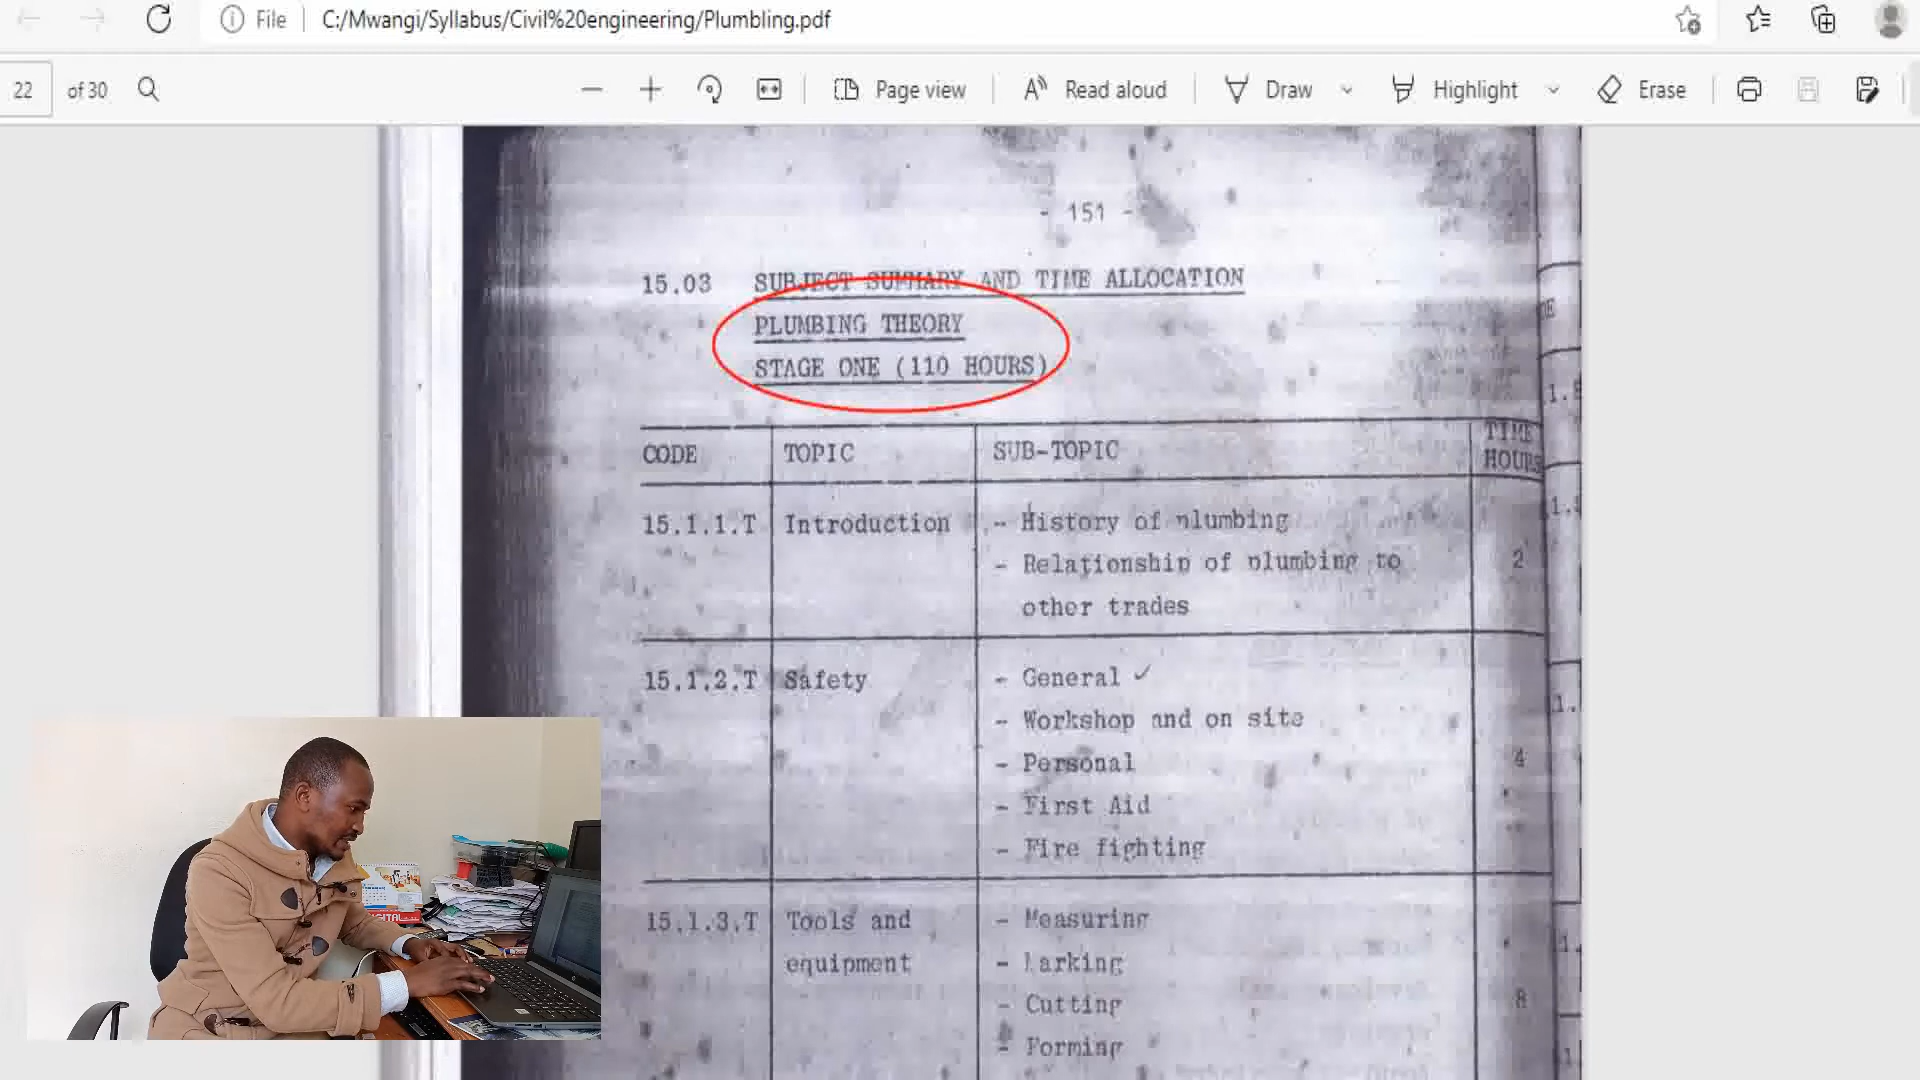 File
C:/Mwangi/Syllabus/Civil%20engineering/Plumbling.pdf
22 of 30
Page view
Read aloud
Draw
Highlight
Erase
- 151 -
15.03 SUBJECT SUMMARY AND TIME ALLOCATION
PLUMBING THEORY
STAGE ONE (110 HOURS)
CODE TOPIC SUB-TOPIC TIME HOURS
15.1.1.T Introduction - History of plumbing
- Relationship of plumbing to 2
other trades
15.1.2.T Safety - General ✓
- Workshop and on site
- Personal 4
- First Aid
- Fire fighting
15.1.3.T Tools and - Measuring
equipment - Marking
- Cutting 8
- Forming